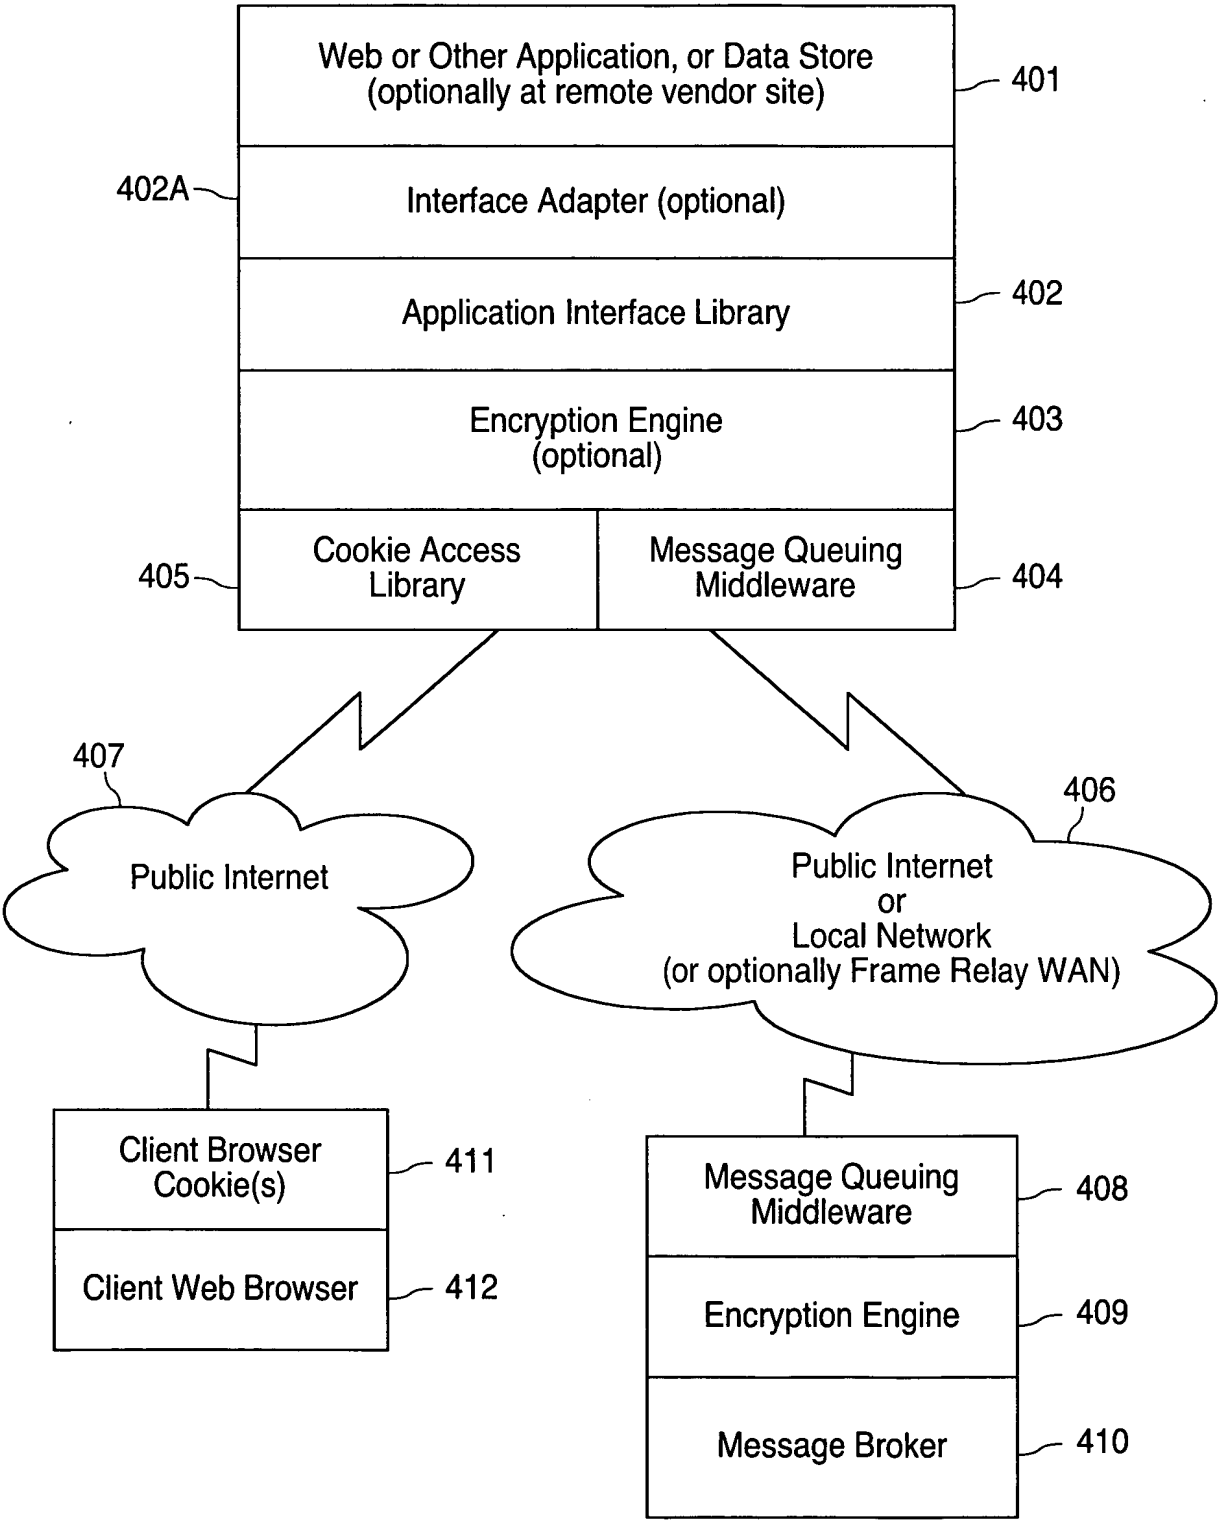 Web or Other Application, or Data Store
(optionally at remote vendor site)
401
402A
Interface Adapter (optional)
Application Interface Library
402
Encryption Engine
(optional)
403
405
Cookie Access
Library
Message Queuing
Middleware
404
407
Public Internet
406
Public Internet
or
Local Network
(or optionally Frame Relay WAN)
Client Browser
Cookie(s)
411
Client Web Browser
412
Message Queuing
Middleware
408
Encryption Engine
409
Message Broker
410